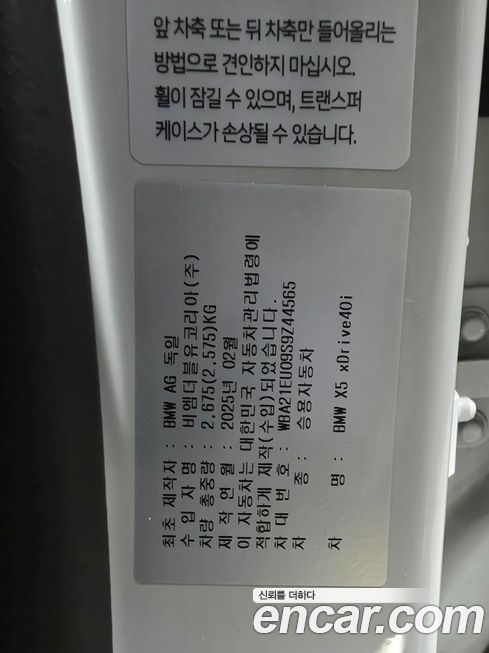 앞 차축 또는 뒤 차축만 들어올리는
방법으로 견인하지 마십시오.
휠이 잠길 수 있으며, 트랜스퍼
케이스가 손상될 수 있습니다.
최초 제작자 : BMW AG 독일
수 입 자 명 : 비엠더블유코리아(주)
차량 총중량 : 2,675(2,575)KG
제 작 연 월 : 2025년 02월
이 자동차는 대한민국 자동차관리법령에
적합하게 제작(수입)되었습니다.
차 대 번 호 : WBA21EU09S9Z44565
차 종 : 승용자동차
차 명 : BMW X5 xDrive40i
신뢰를 더하다
encar.com